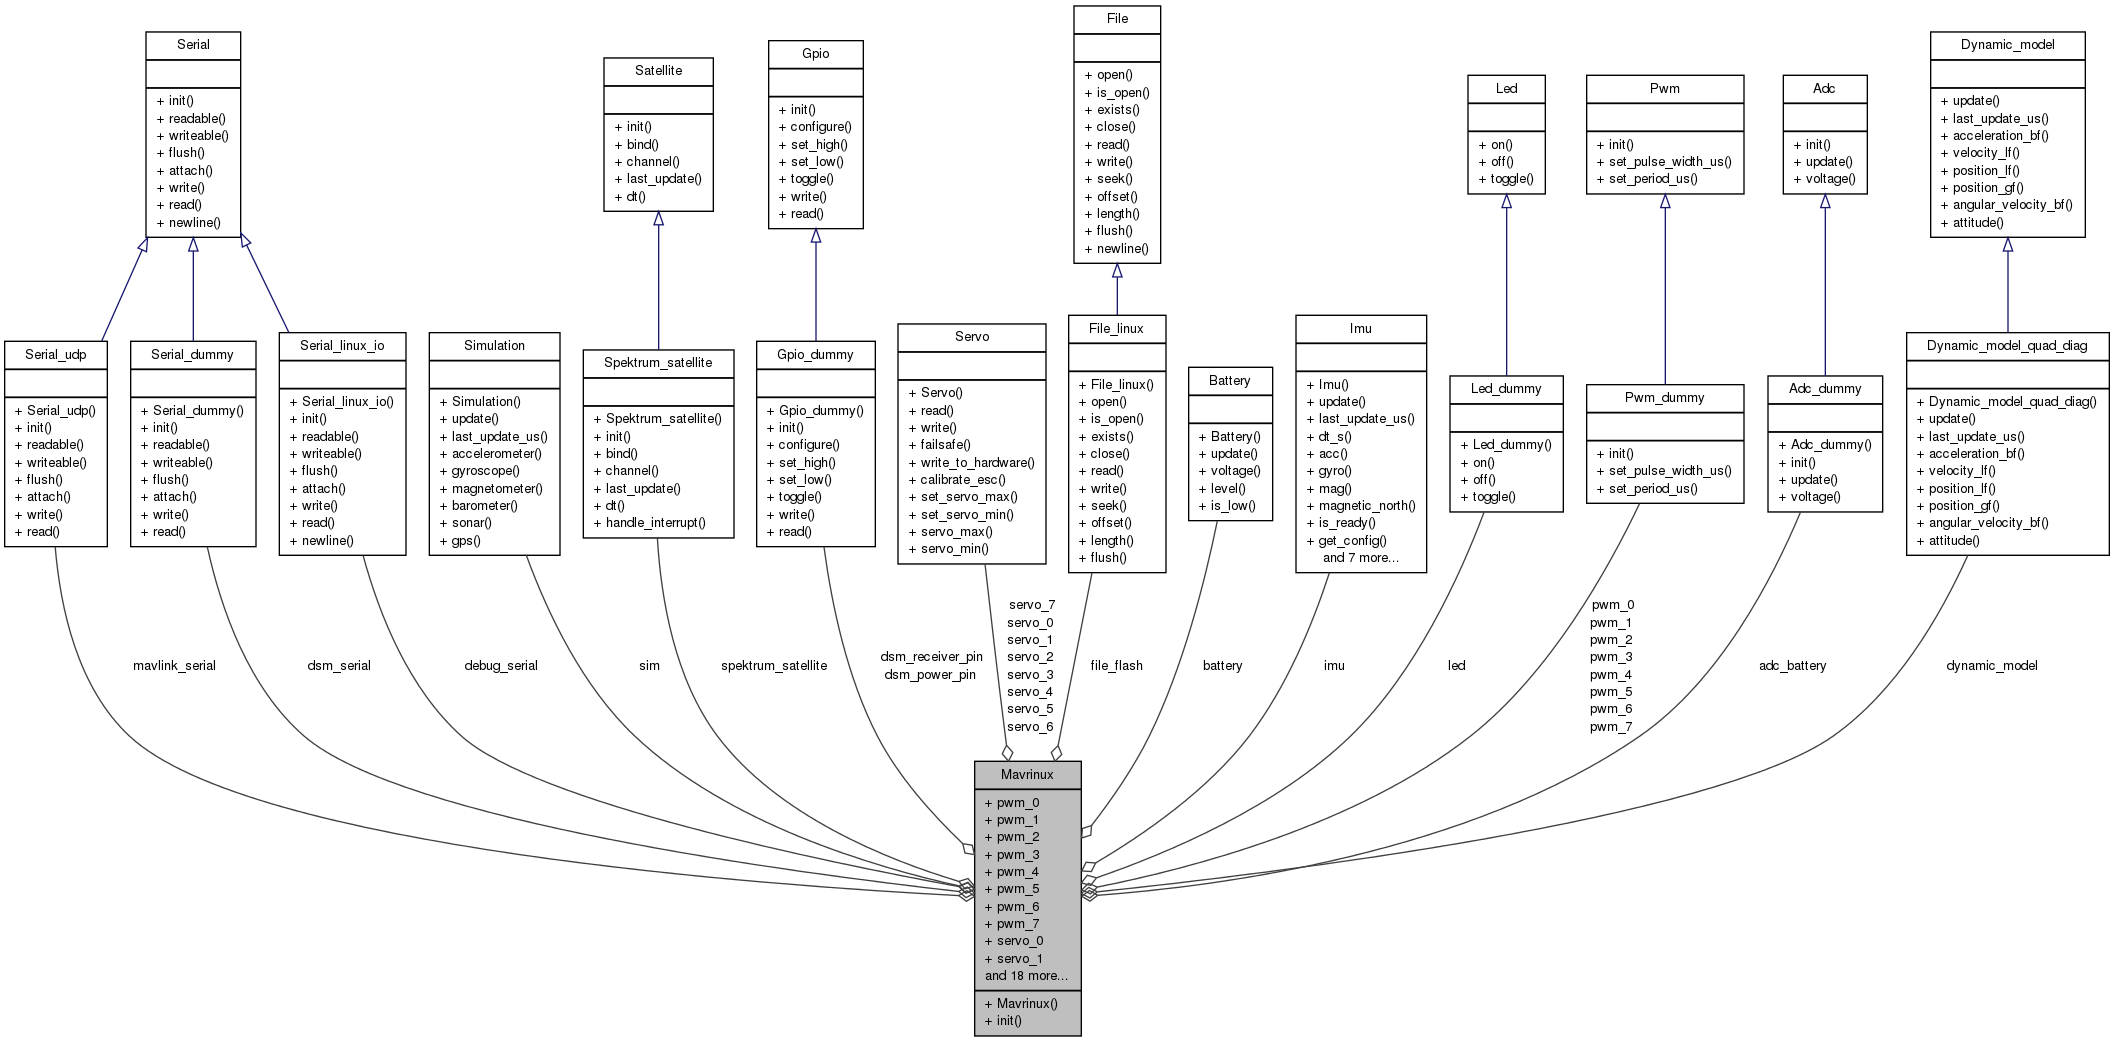 Serial
+ init()
+ readable()
+ writeable()
+ flush()
+ attach()
+ write()
+ read()
+ newline()
Satellite
+ init()
+ bind()
+ channel()
+ last_update()
+ dt()
Gpio
+ init()
+ configure()
+ set_high()
+ set_low()
+ toggle()
+ write()
+ read()
File
+ open()
+ is_open()
+ exists()
+ close()
+ read()
+ write()
+ seek()
+ offset()
+ length()
+ flush()
+ newline()
Led
+ on()
+ off()
+ toggle()
Pwm
+ init()
+ set_pulse_width_us()
+ set_period_us()
Adc
+ init()
+ update()
+ voltage()
Dynamic_model
+ update()
+ last_update_us()
+ acceleration_bf()
+ velocity_lf()
+ position_lf()
+ position_gf()
+ angular_velocity_bf()
+ attitude()
Serial_udp
+ Serial_udp()
+ init()
+ readable()
+ writeable()
+ flush()
+ attach()
+ write()
+ read()
Serial_dummy
+ Serial_dummy()
+ init()
+ readable()
+ writeable()
+ flush()
+ attach()
+ write()
+ read()
Serial_linux_io
+ Serial_linux_io()
+ init()
+ readable()
+ writeable()
+ flush()
+ attach()
+ write()
+ read()
+ newline()
Simulation
+ Simulation()
+ update()
+ last_update_us()
+ accelerometer()
+ gyroscope()
+ magnetometer()
+ barometer()
+ sonar()
+ gps()
Spektrum_satellite
+ Spektrum_satellite()
+ init()
+ bind()
+ channel()
+ last_update()
+ dt()
+ handle_interrupt()
Gpio_dummy
+ Gpio_dummy()
+ init()
+ configure()
+ set_high()
+ set_low()
+ toggle()
+ write()
+ read()
Servo
+ Servo()
+ read()
+ write()
+ failsafe()
+ write_to_hardware()
+ calibrate_esc()
+ set_servo_max()
+ set_servo_min()
+ servo_max()
+ servo_min()
File_linux
+ File_linux()
+ open()
+ is_open()
+ exists()
+ close()
+ read()
+ write()
+ seek()
+ offset()
+ length()
+ flush()
Battery
+ Battery()
+ update()
+ voltage()
+ level()
+ is_low()
Imu
+ Imu()
+ update()
+ last_update_us()
+ dt_s()
+ acc()
+ gyro()
+ mag()
+ magnetic_north()
+ is_ready()
+ get_config()
and 7 more...
Led_dummy
+ Led_dummy()
+ on()
+ off()
+ toggle()
Pwm_dummy
+ init()
+ set_pulse_width_us()
+ set_period_us()
Adc_dummy
+ Adc_dummy()
+ init()
+ update()
+ voltage()
Dynamic_model_quad_diag
+ Dynamic_model_quad_diag()
+ update()
+ last_update_us()
+ acceleration_bf()
+ velocity_lf()
+ position_lf()
+ position_gf()
+ angular_velocity_bf()
+ attitude()
mavlink_serial
dsm_serial
debug_serial
sim
spektrum_satellite
dsm_receiver_pin
dsm_power_pin
servo_7
servo_0
servo_1
servo_2
servo_3
servo_4
servo_5
servo_6
file_flash
battery
imu
led
pwm_0
pwm_1
pwm_2
pwm_3
pwm_4
pwm_5
pwm_6
pwm_7
adc_battery
dynamic_model
Mavrinux
+ pwm_0
+ pwm_1
+ pwm_2
+ pwm_3
+ pwm_4
+ pwm_5
+ pwm_6
+ pwm_7
+ servo_0
+ servo_1
and 18 more...
+ Mavrinux()
+ init()